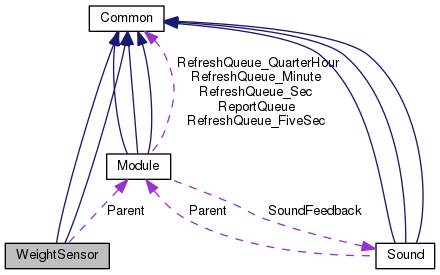 Common
RefreshQueue_QuarterHour
RefreshQueue_Minute
RefreshQueue_Sec
ReportQueue
RefreshQueue_FiveSec
Module
Parent
Parent
SoundFeedback
WeightSensor
Sound